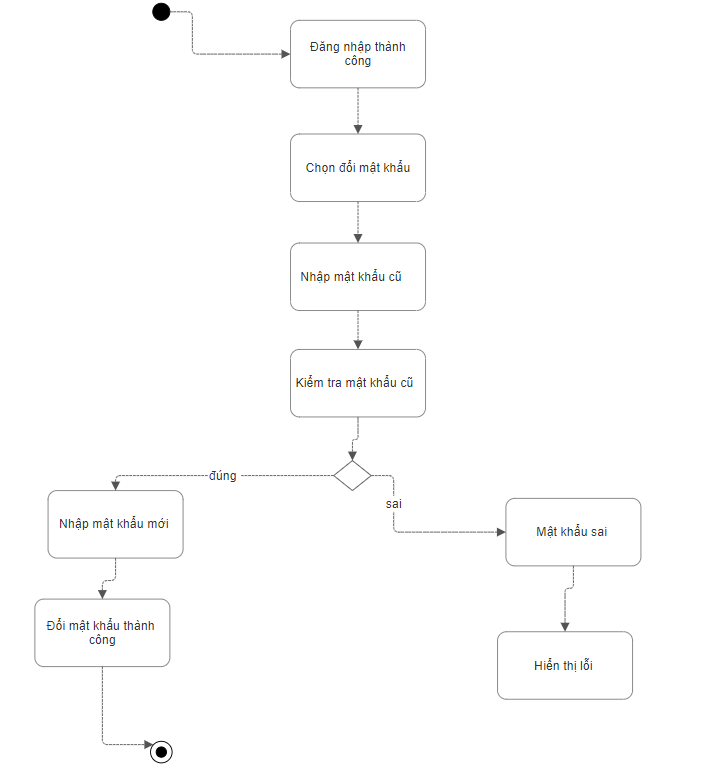 Đăng nhập thành
công
Chọn đổi mật khẩu
Nhập mật khẩu cũ
Kiểm tra mật khẩu cũ
đúng
sai
Nhập mật khẩu mới
Mật khẩu sai
Đổi mật khẩu thành
công
Hiển thị lỗi